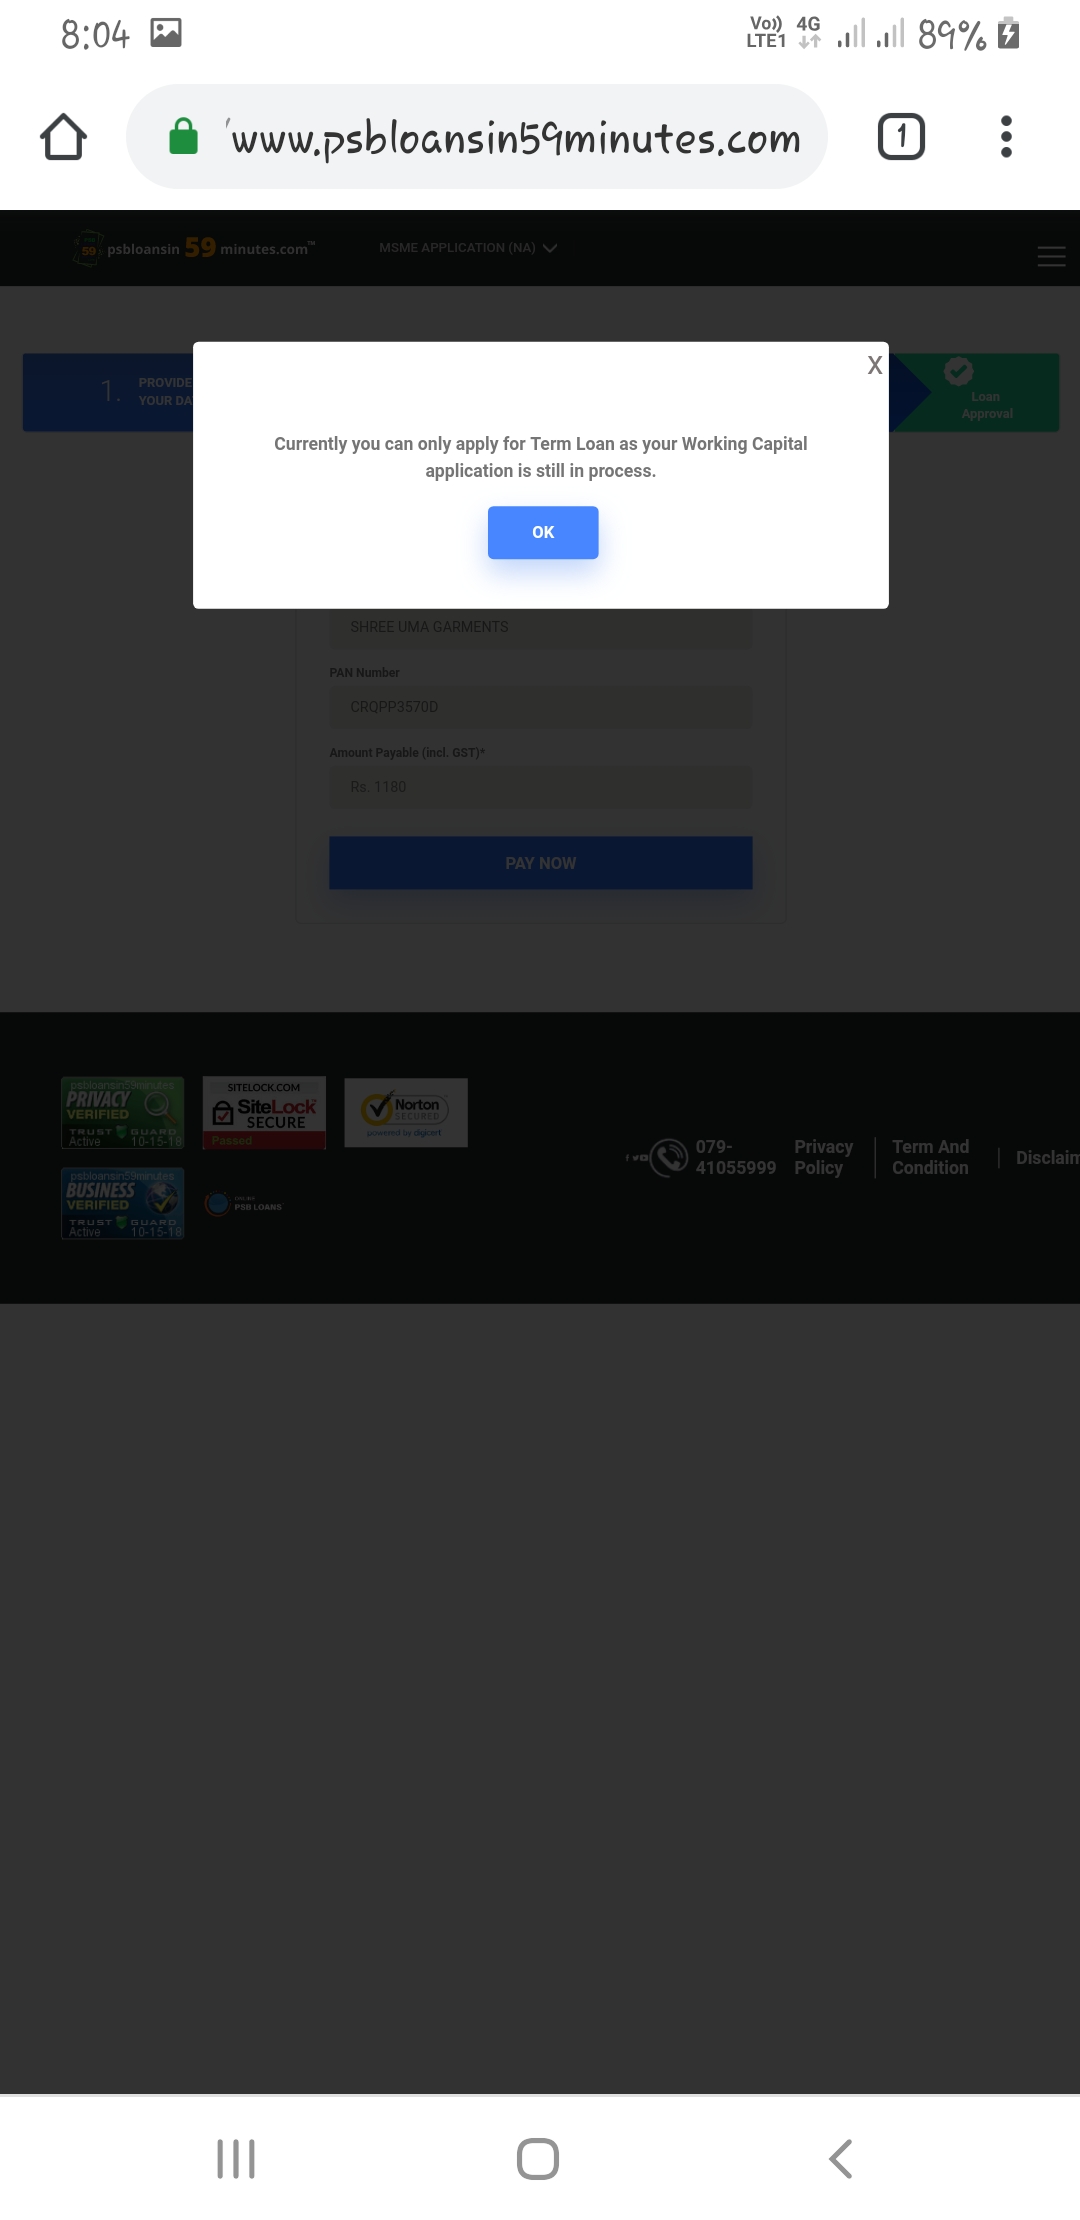 8:04
Vo)) LTE1 4G 89%
www.psbloansin59minutes.com
1
59 psbloansin 59 minutes.com™
MSME APPLICATION (NA)
1. PROVIDE
YOUR DA
Loan
Approval
X
Currently you can only apply for Term Loan as your Working Capital
application is still in process.
OK
SHREE UMA GARMENTS
PAN Number
CRQPP3570D
Amount Payable (incl. GST)*
Rs. 1180
PAY NOW
psbloansin59minutes
PRIVACY
VERIFIED
TRUST GUARD
Active 10-15-18
SITELOCK.COM
SiteLock
SECURE
Passed
Norton
SECURED
powered by digicert
079-
41055999
Privacy
Policy
Term And
Condition
Disclaim
psbloansin59minutes
BUSINESS
VERIFIED
TRUST GUARD
Active 10-15-18
ONLINE
PSB LOANS